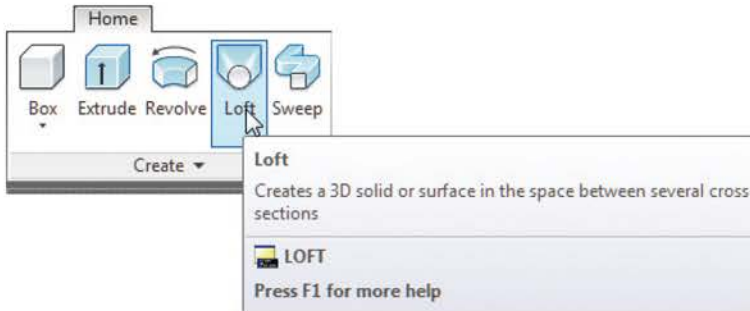 Home
Box Extrude Revolve Loft Sweep
Create
Loft
Creates a 3D solid or surface in the space between several cross
sections
LOFT
Press F1 for more help